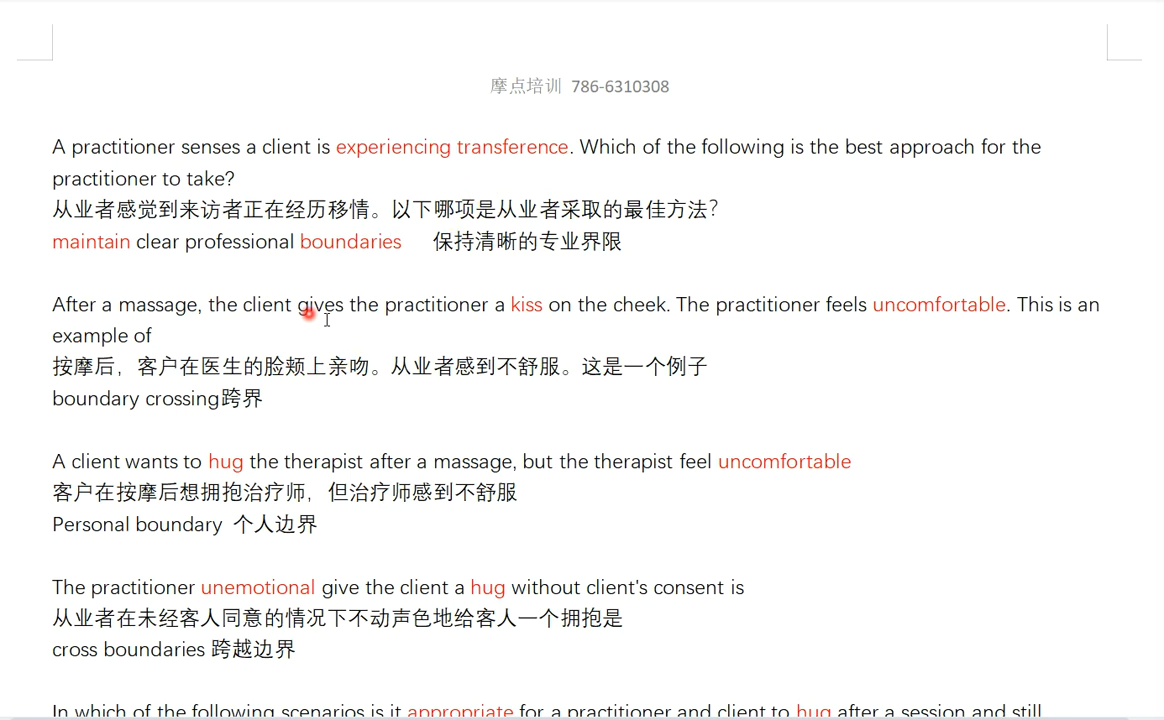 摩点培训 786-6310308
A practitioner senses a client is experiencing transference. Which of the following is the best approach for the
practitioner to take?
从业者感觉到来访者正在经历移情。以下哪项是从业者采取的最佳方法?
maintain clear professional boundaries 保持清晰的专业界限
After a massage, the client gives the practitioner a kiss on the cheek. The practitioner feels uncomfortable. This is an
example of
按摩后，客户在医生的脸颊上亲吻。从业者感到不舒服。这是一个例子
boundary crossing跨界
A client wants to hug the therapist after a massage, but the therapist feel uncomfortable
客户在按摩后想拥抱治疗师，但治疗师感到不舒服
Personal boundary 个人边界
The practitioner unemotional give the client a hug without client's consent is
从业者在未经客人同意的情况下不动声色地给客人一个拥抱是
cross boundaries 跨越边界
In which of the following scenarios is it appropriate for a practitioner and client to hug after a session and still